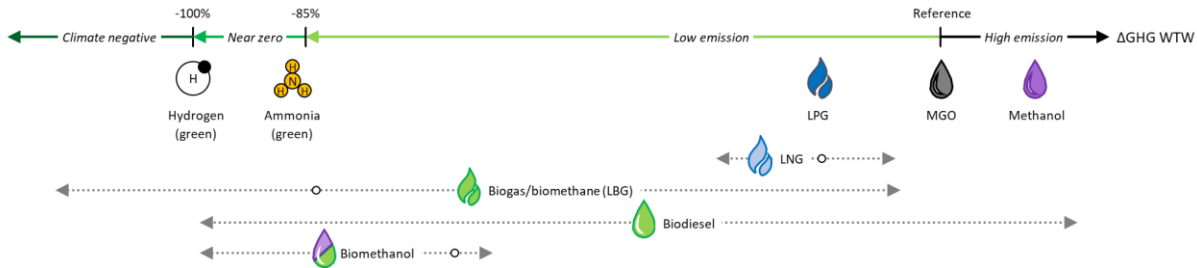 -100%
-85%
Reference
Climate negative
Near zero
Low emission
High emission
ΔGHG WTW
H
H
N
H
H
Hydrogen
(green)
Ammonia
(green)
LPG
MGO
Methanol
LNG
Biogas/biomethane (LBG)
Biodiesel
Biomethanol